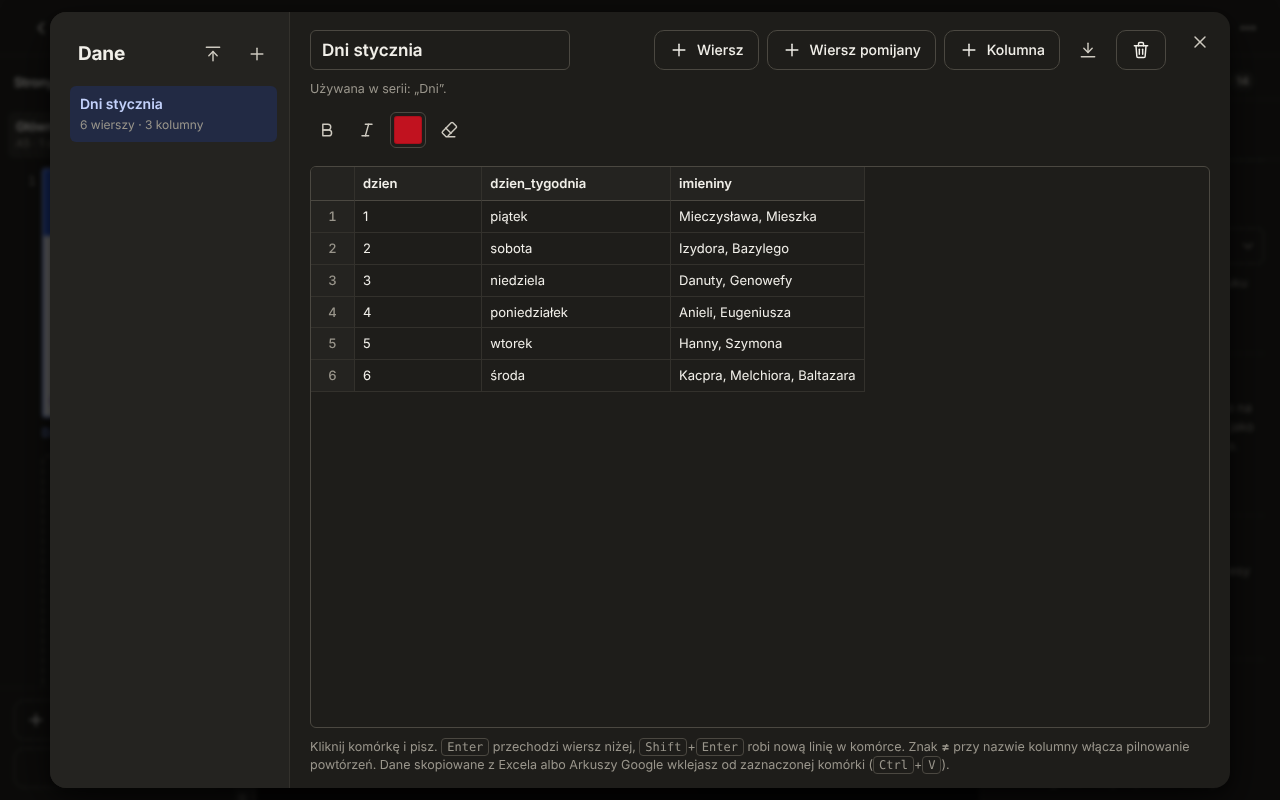 Dane
Dni stycznia
6 wierszy · 3 kolumny
Dni stycznia
Wiersz
Wiersz pomijany
Kolumna
Używana w serii: „Dni”.
B I
dzien dzien_tygodnia imieniny
1 1 piątek Mieczysława, Mieszka
2 2 sobota Izydora, Bazylego
3 3 niedziela Danuty, Genowefy
4 4 poniedziałek Anieli, Eugeniusza
5 5 wtorek Hanny, Szymona
6 6 środa Kacpra, Melchiora, Baltazara
Kliknij komórkę i pisz. Enter przechodzi wiersz niżej, Shift+Enter robi nową linię w komórce. Znak ≠ przy nazwie kolumny włącza pilnowanie
powtórzeń. Dane skopiowane z Excela albo Arkuszy Google wklejasz od zaznaczonej komórki (Ctrl+V).